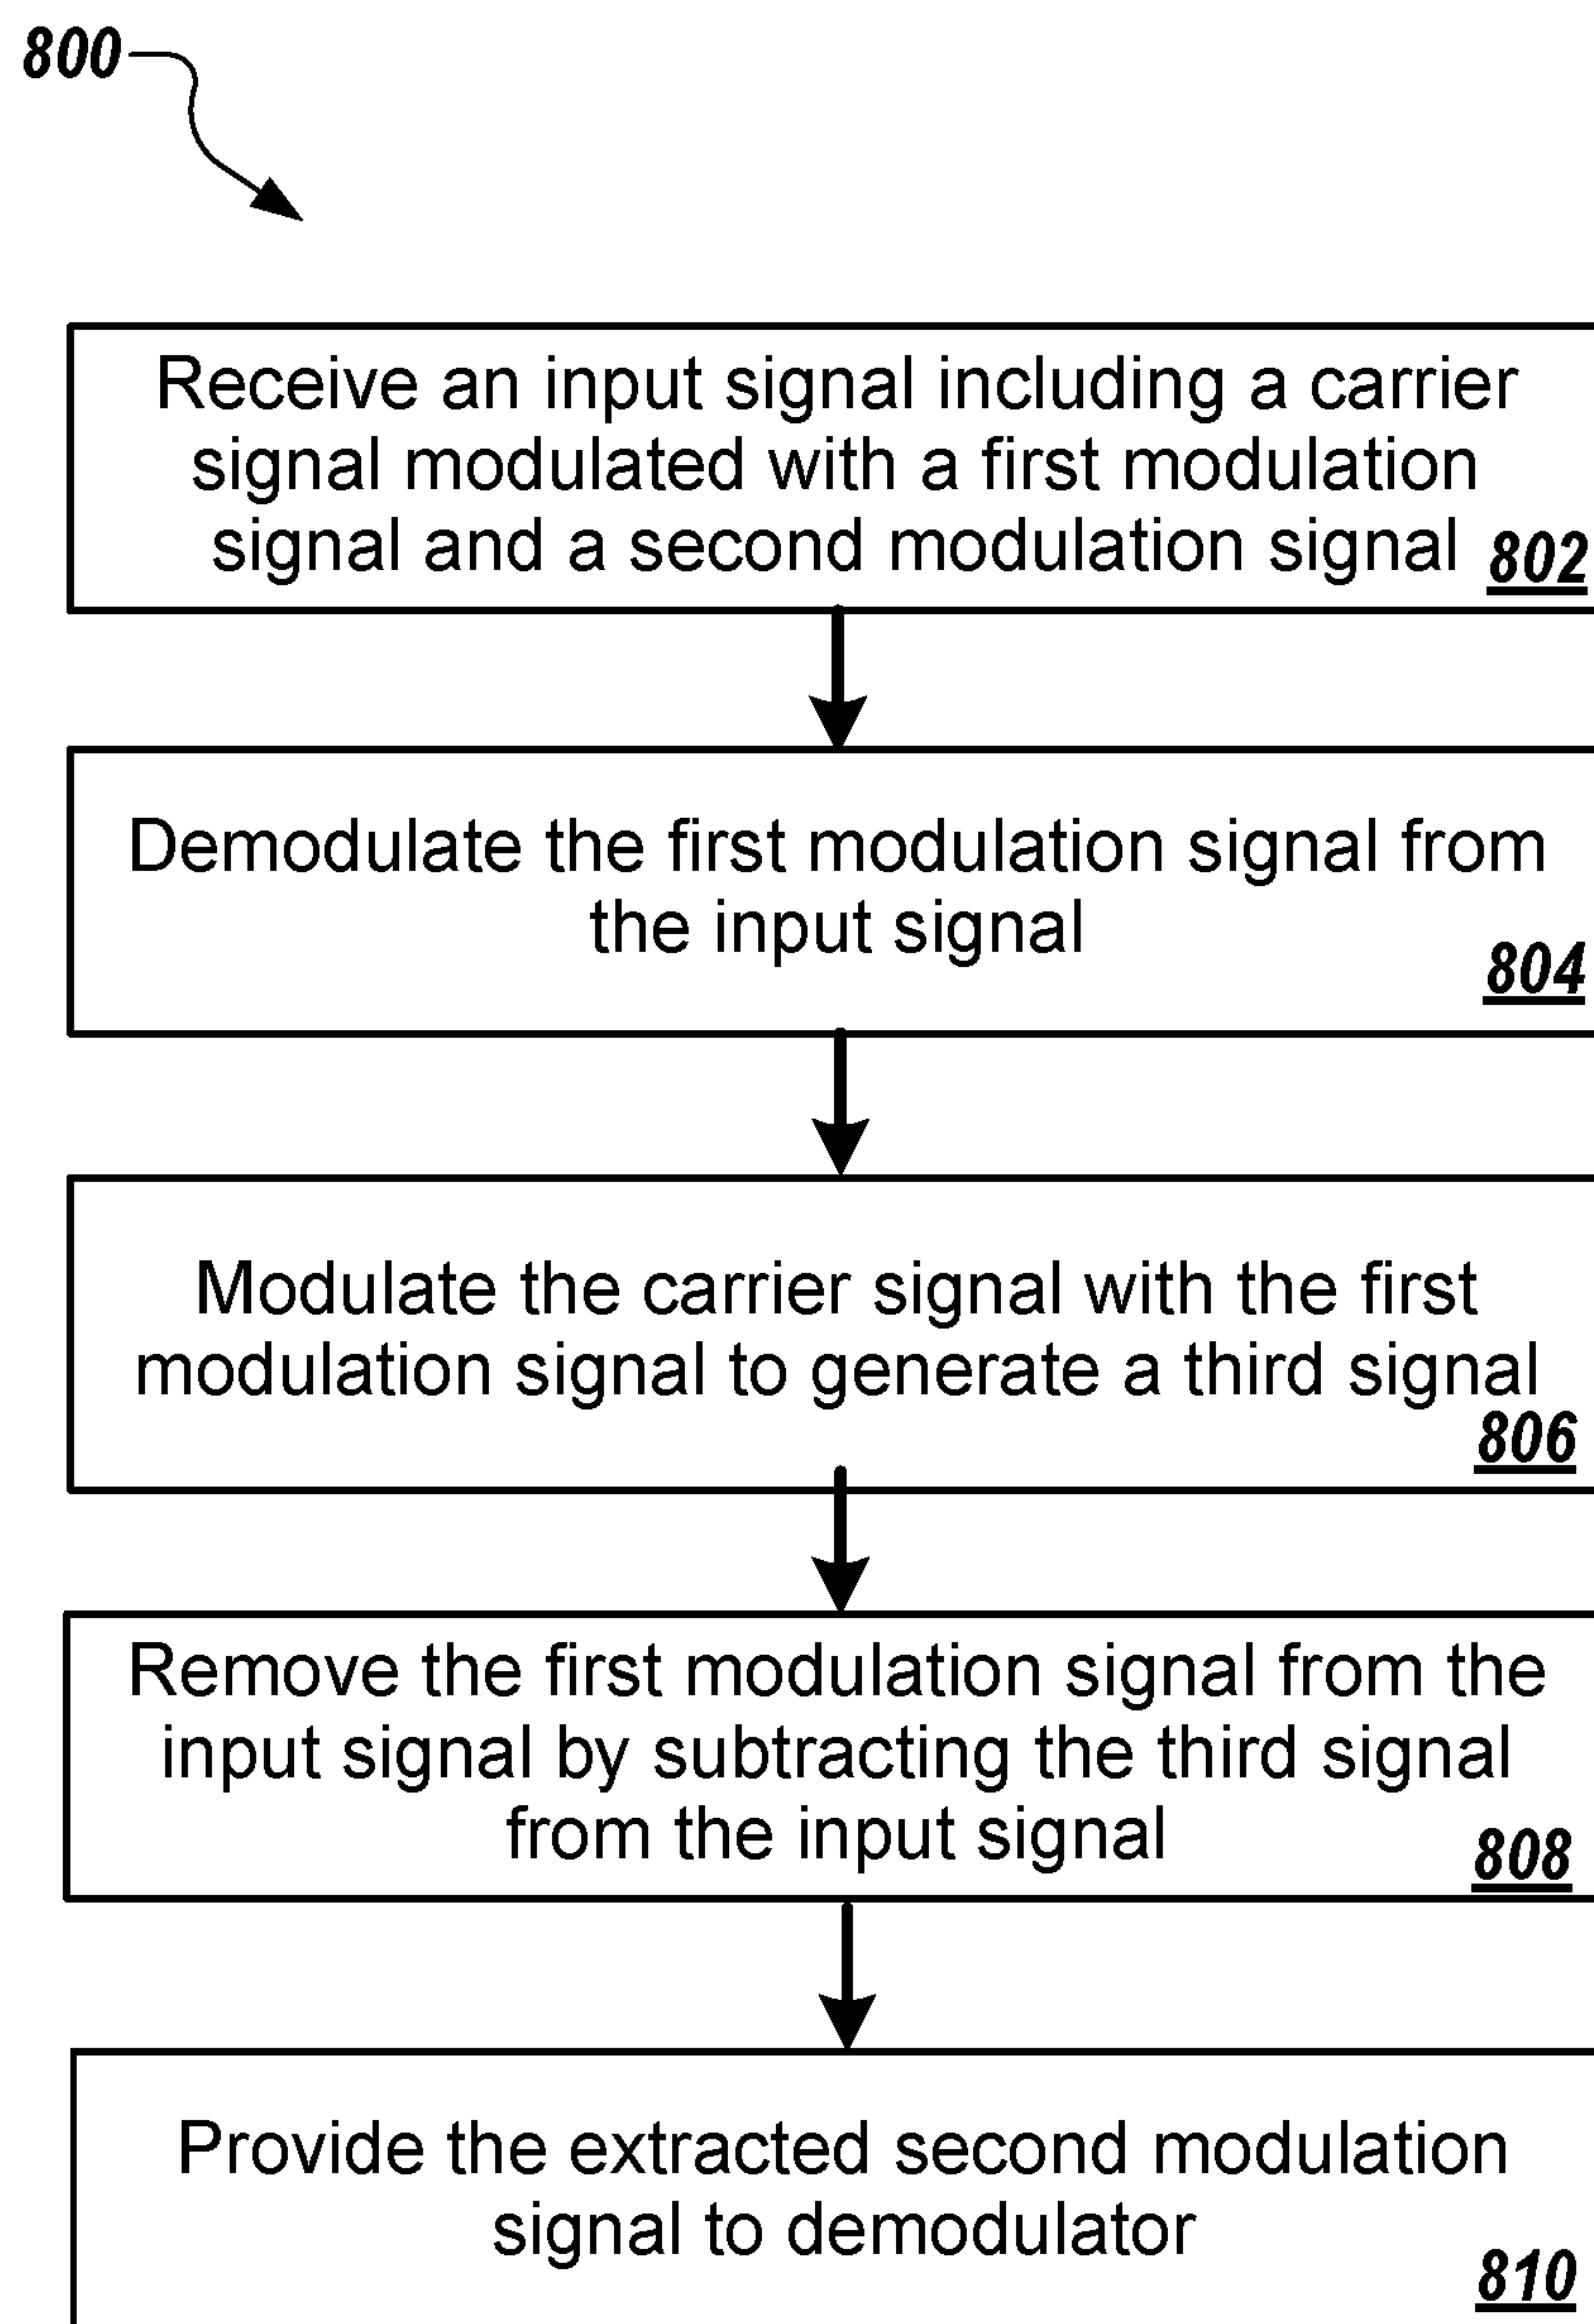 800
Receive an input signal including a carrier
signal modulated with a first modulation
signal and a second modulation signal
802
Demodulate the first modulation signal from
the input signal
804
Modulate the carrier signal with the first
modulation signal to generate a third signal
806
Remove the first modulation signal from the
input signal by subtracting the third signal
from the input signal
808
Provide the extracted second modulation
signal to demodulator
810